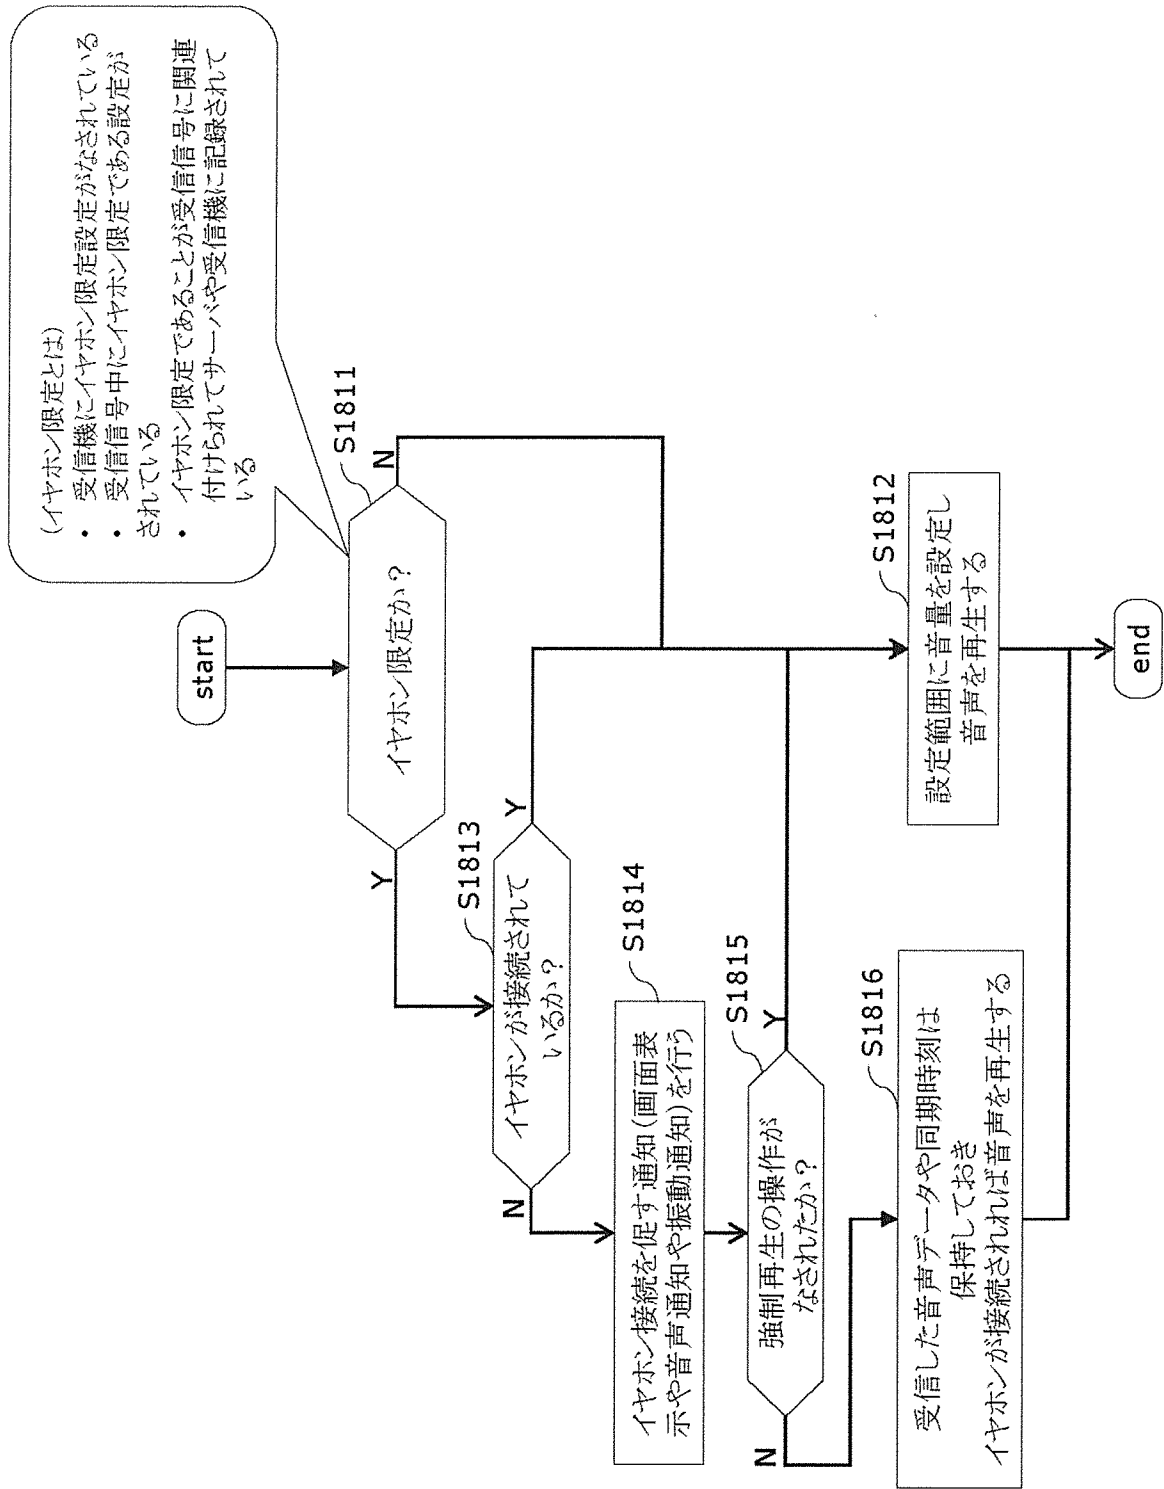 (イヤホン限定とは)
・ 受信機にイヤホン限定設定がなされている
・ 受信信号中にイヤホン限定である設定が
されている
・ イヤホン限定であることが受信信号に関連
付けられてサーバや受信機に記録されて
いる
start
S1811
イヤホン限定か?
Y
N
S1813
イヤホンが接続されて
いるか?
Y
N
S1814
イヤホン接続を促す通知(画面表
示や音声通知や振動通知)を行う
S1815
強制再生の操作が
なされたか?
Y
N
S1816
受信した音声データや同期時刻は
保持しておき
イヤホンが接続されれば音声を再生する
S1812
設定範囲に音量を設定し
音声を再生する
end